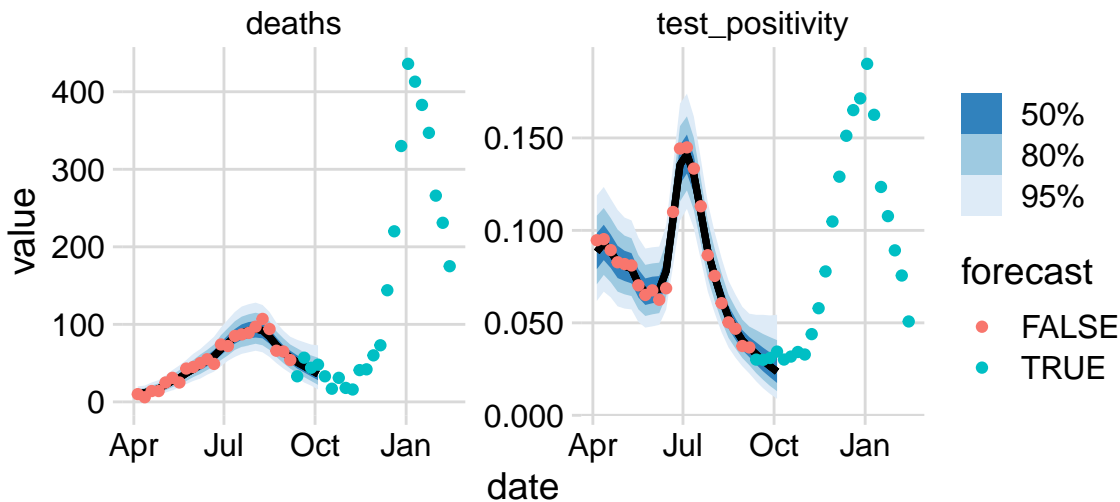 deaths
test_positivity
value
400
300
200
100
0
Apr
Jul
Oct
Jan
0.150
0.100
0.050
0.000
Apr
Jul
Oct
Jan
date
50%
80%
95%
forecast
FALSE
TRUE